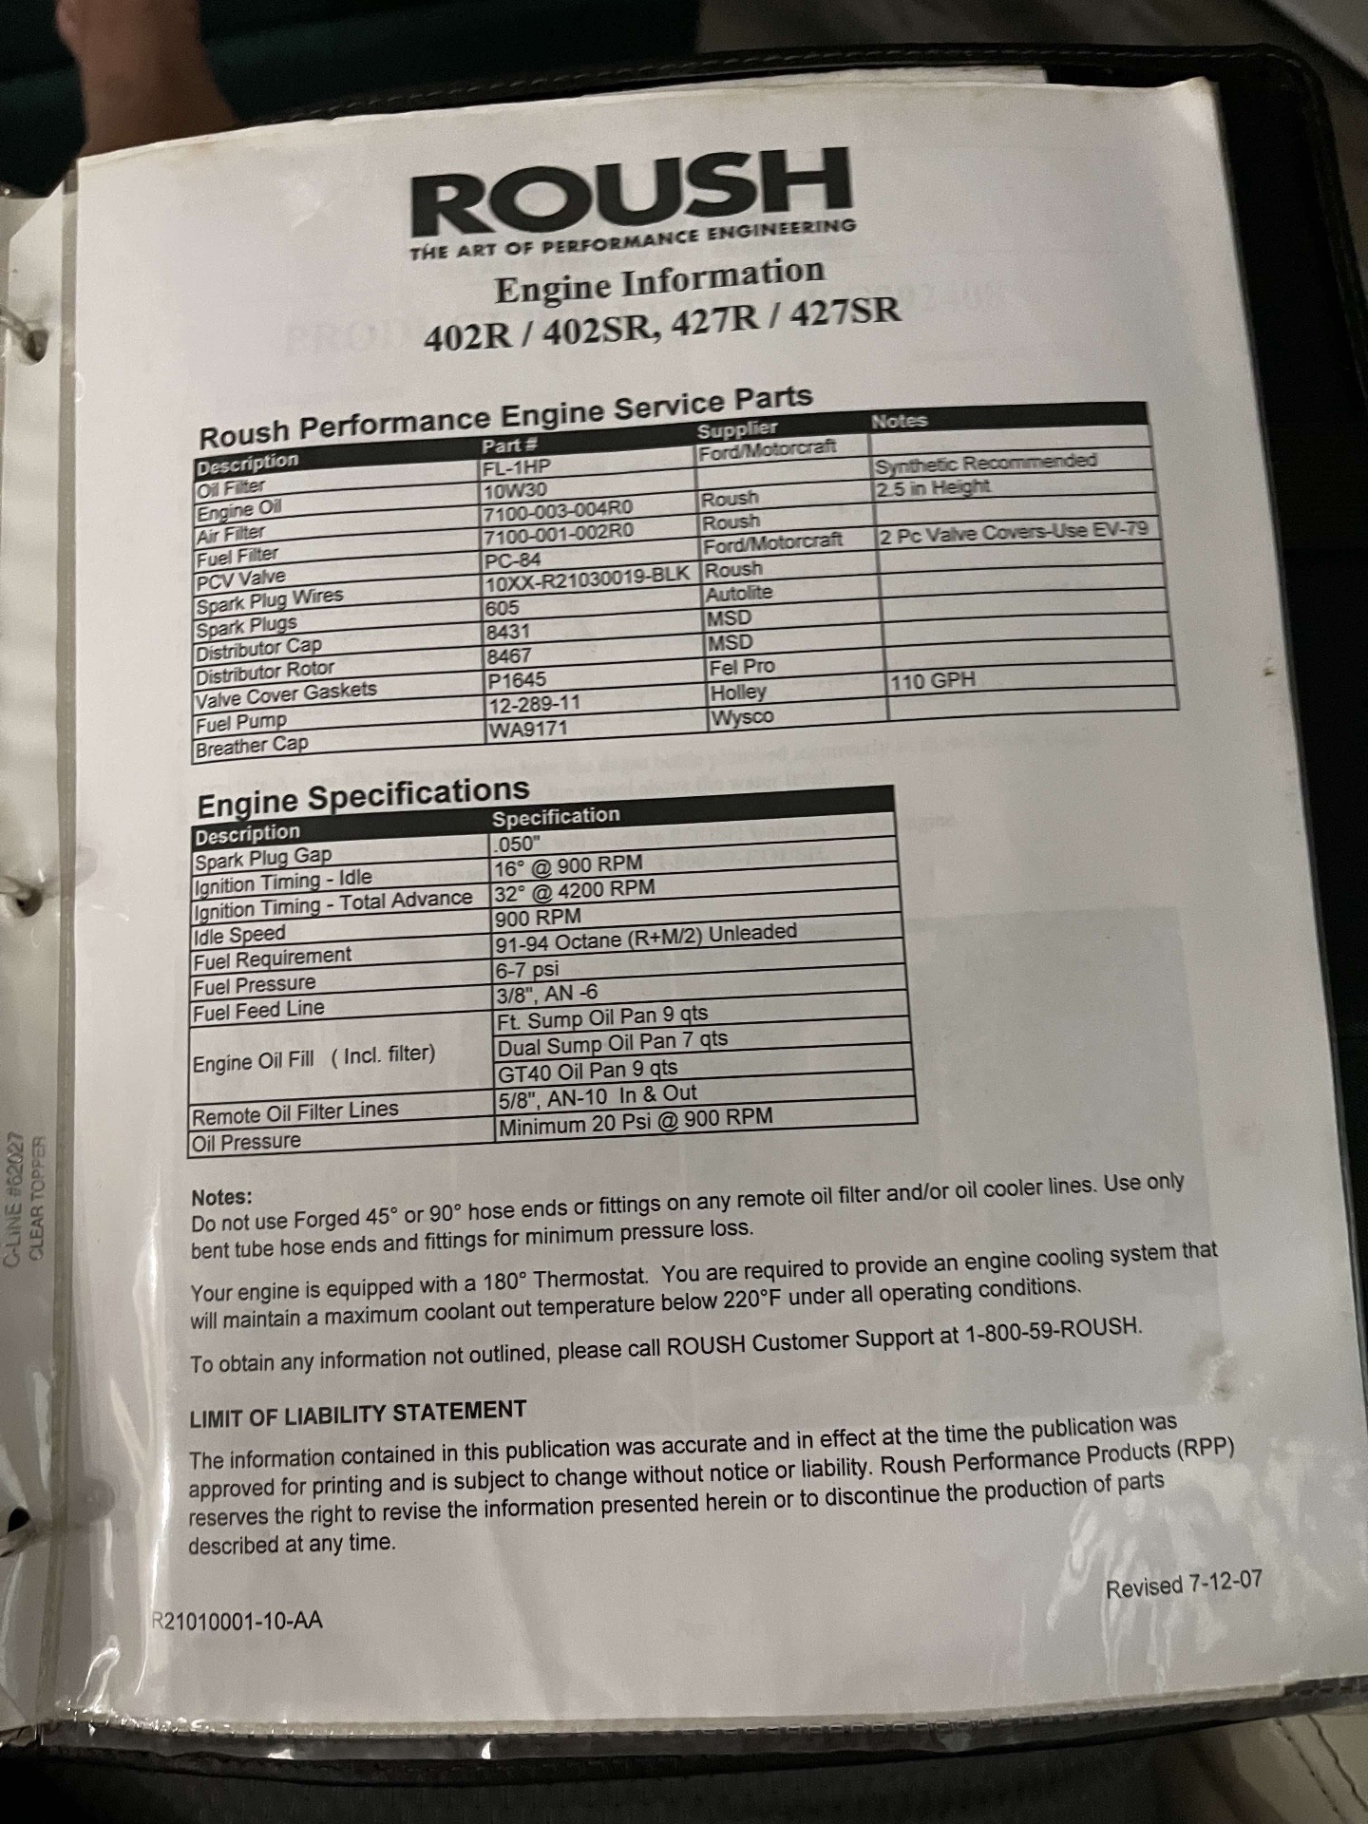 ROUSH
THE ART OF PERFORMANCE ENGINEERING
Engine Information
402R / 402SR, 427R / 427SR
Roush Performance Engine Service Parts
Description Part # Supplier Notes
Oil Filter FL-1HP Ford/Motorcraft
Engine Oil 10W30 Synthetic Recommended
Air Filter 7100-003-004R0 Roush 2.5 in Height
Fuel Filter 7100-001-002R0 Roush
PCV Valve PC-84 Ford/Motorcraft 2 Pc Valve Covers-Use EV-79
Spark Plug Wires 10XX-R21030019-BLK Roush
Spark Plugs 605 Autolite
Distributor Cap 8431 MSD
Distributor Rotor 8467 MSD
Valve Cover Gaskets P1645 Fel Pro
Fuel Pump 12-289-11 Holley 110 GPH
Breather Cap WA9171 Wysco
Engine Specifications
Description Specification
Spark Plug Gap .050"
Ignition Timing - Idle 16° @ 900 RPM
Ignition Timing - Total Advance 32° @ 4200 RPM
Idle Speed 900 RPM
Fuel Requirement 91-94 Octane (R+M/2) Unleaded
Fuel Pressure 6-7 psi
Fuel Feed Line 3/8", AN -6
Engine Oil Fill ( Incl. filter) Ft. Sump Oil Pan 9 qts
Dual Sump Oil Pan 7 qts
GT40 Oil Pan 9 qts
Remote Oil Filter Lines 5/8", AN-10 In & Out
Oil Pressure Minimum 20 Psi @ 900 RPM
Notes:
Do not use Forged 45° or 90° hose ends or fittings on any remote oil filter and/or oil cooler lines. Use only
bent tube hose ends and fittings for minimum pressure loss.
Your engine is equipped with a 180° Thermostat. You are required to provide an engine cooling system that
will maintain a maximum coolant out temperature below 220°F under all operating conditions.
To obtain any information not outlined, please call ROUSH Customer Support at 1-800-59-ROUSH.
LIMIT OF LIABILITY STATEMENT
The information contained in this publication was accurate and in effect at the time the publication was
approved for printing and is subject to change without notice or liability. Roush Performance Products (RPP)
reserves the right to revise the information presented herein or to discontinue the production of parts
described at any time.
Revised 7-12-07
R21010001-10-AA
C-LINE #62027
CLEAR TOPPER